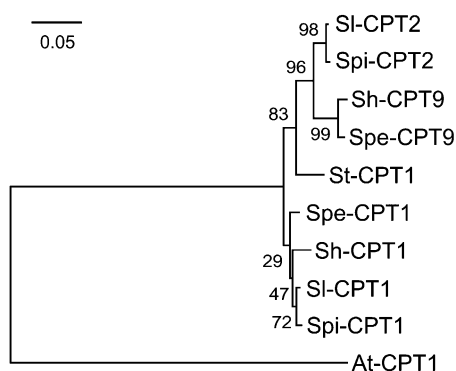 0.05
98
Sl-CPT2
Spi-CPT2
96
Sh-CPT9
99
Spe-CPT9
83
St-CPT1
Spe-CPT1
29
Sh-CPT1
47
Sl-CPT1
72
Spi-CPT1
At-CPT1